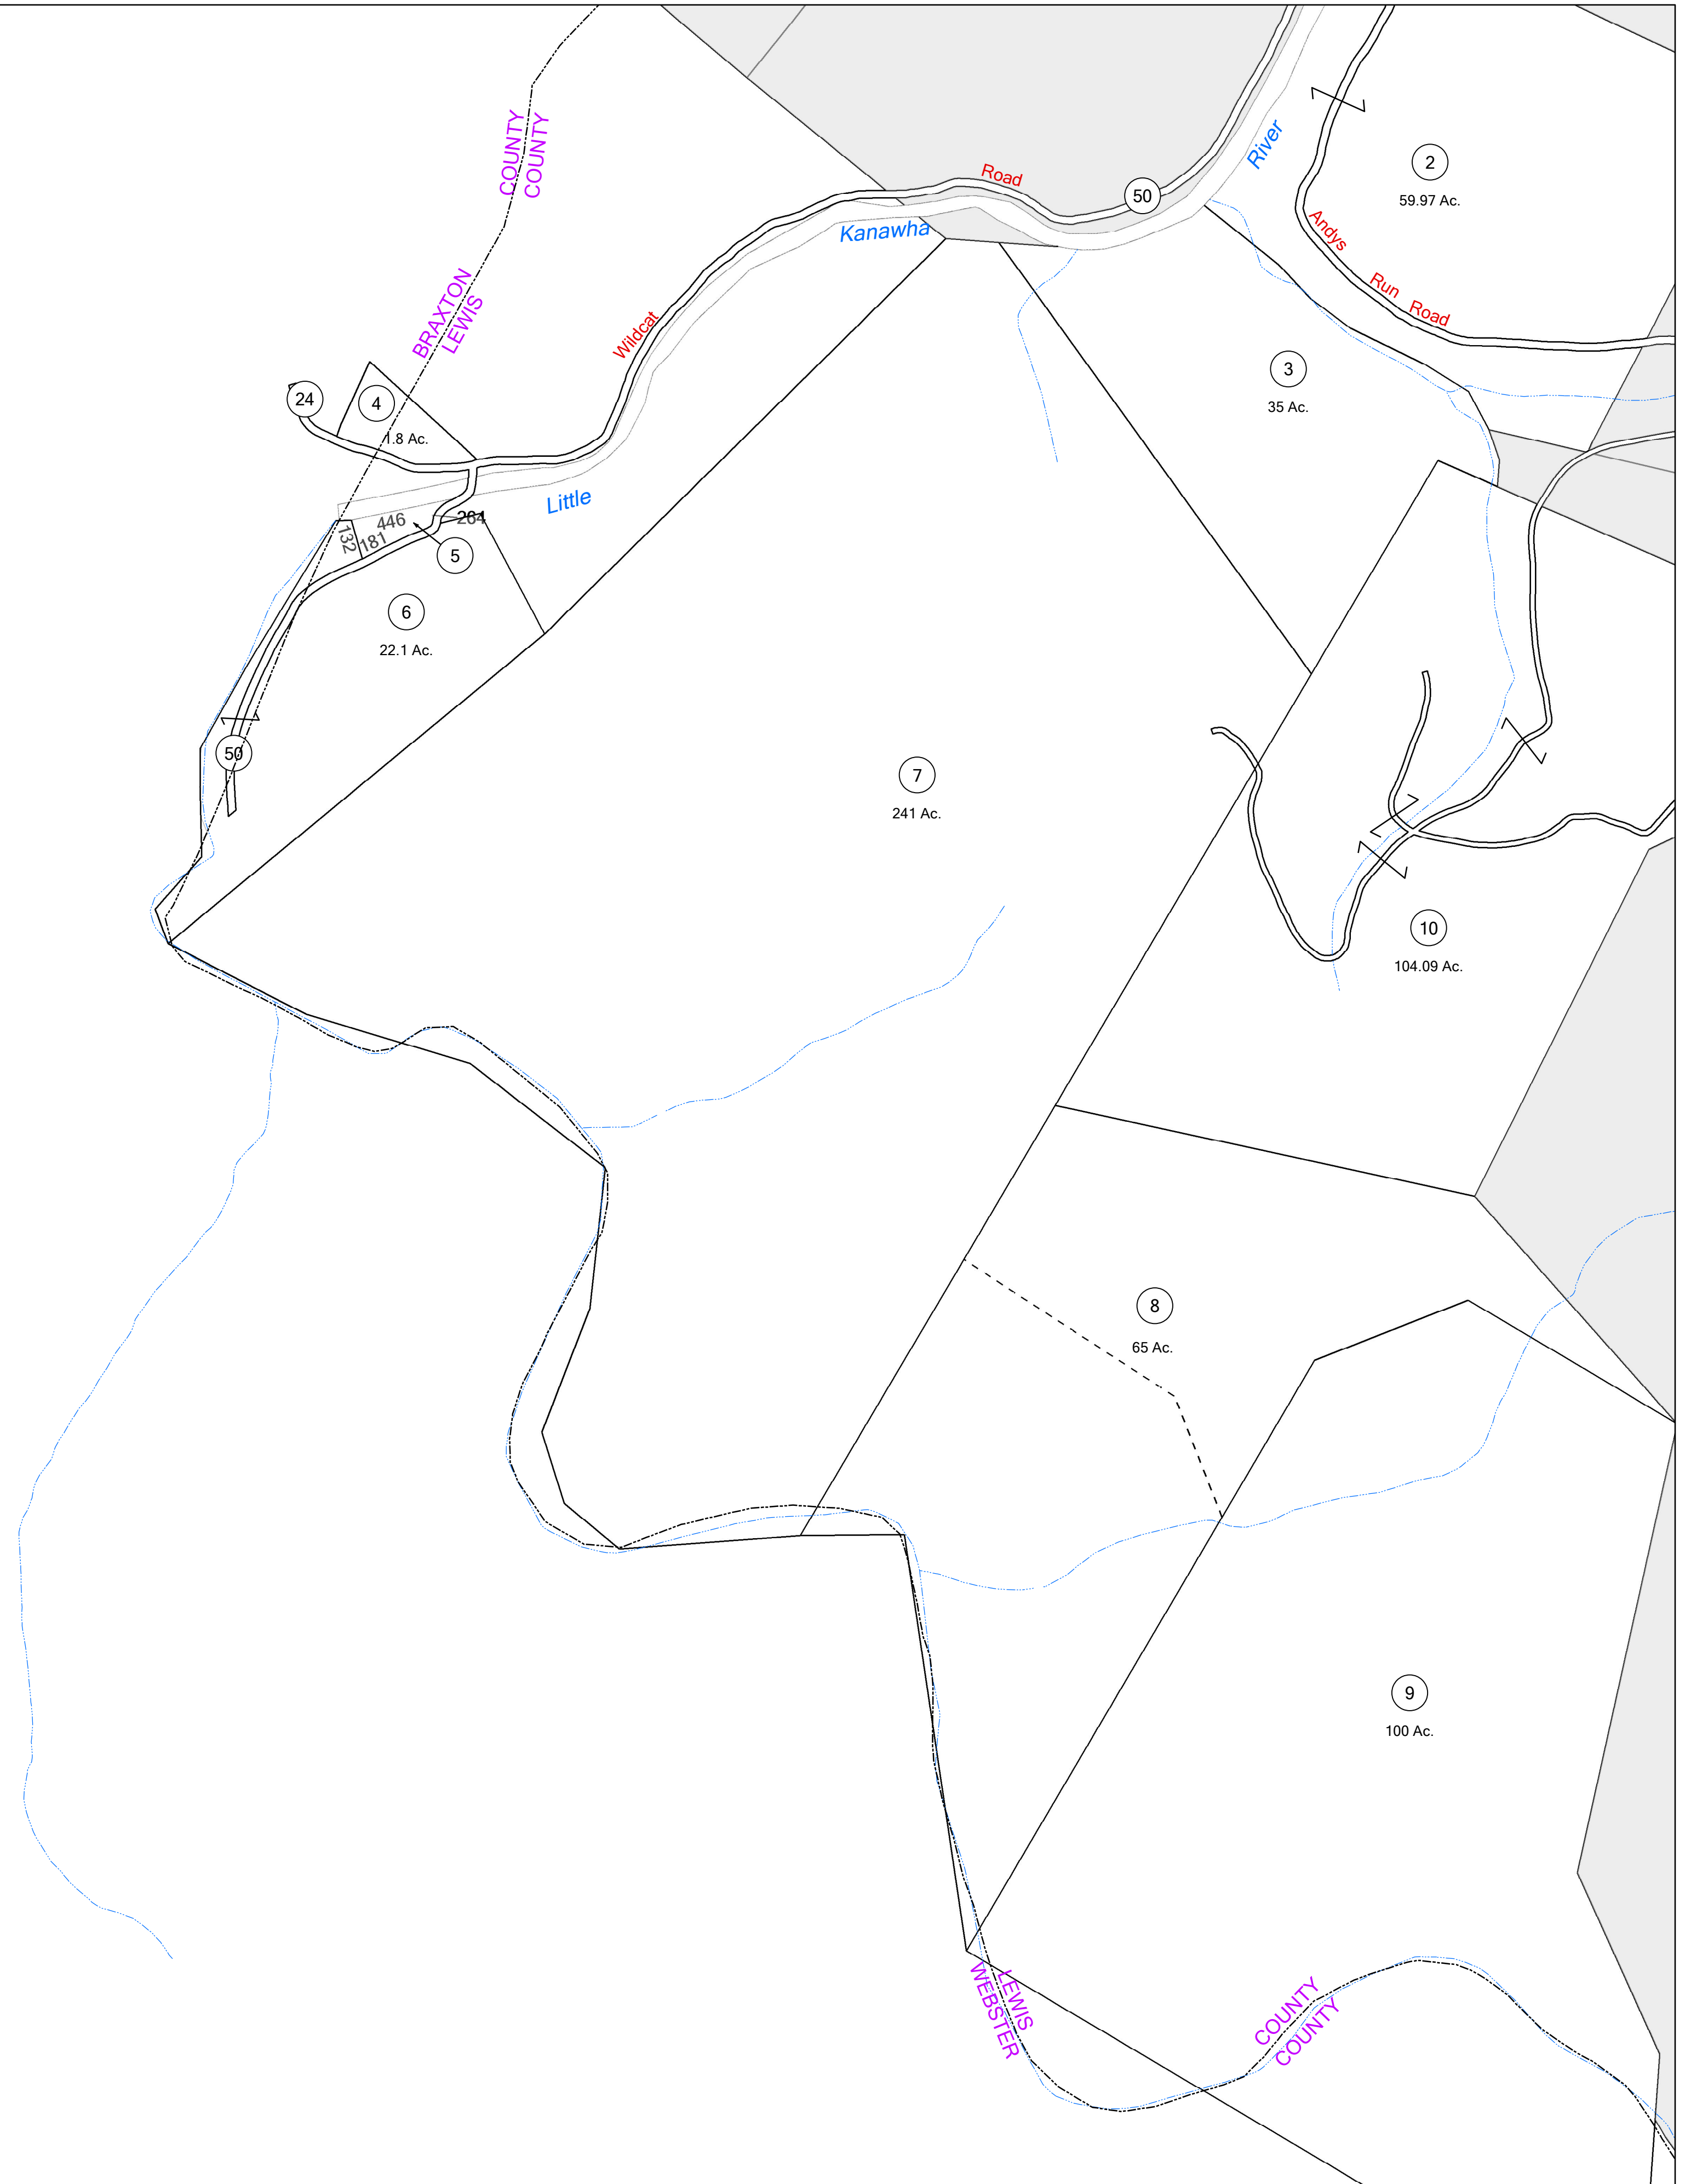 COUNTY
COUNTY
BRAXTON
LEWIS
Road
50
River
Kanawha
2
59.97 Ac.
Andys
Run Road
Wildcat
3
35 Ac.
24
4
1.8 Ac.
Little
446
264
132
181
5
6
22.1 Ac.
50
7
241 Ac.
10
104.09 Ac.
8
65 Ac.
9
100 Ac.
LEWIS
WEBSTER
COUNTY
COUNTY